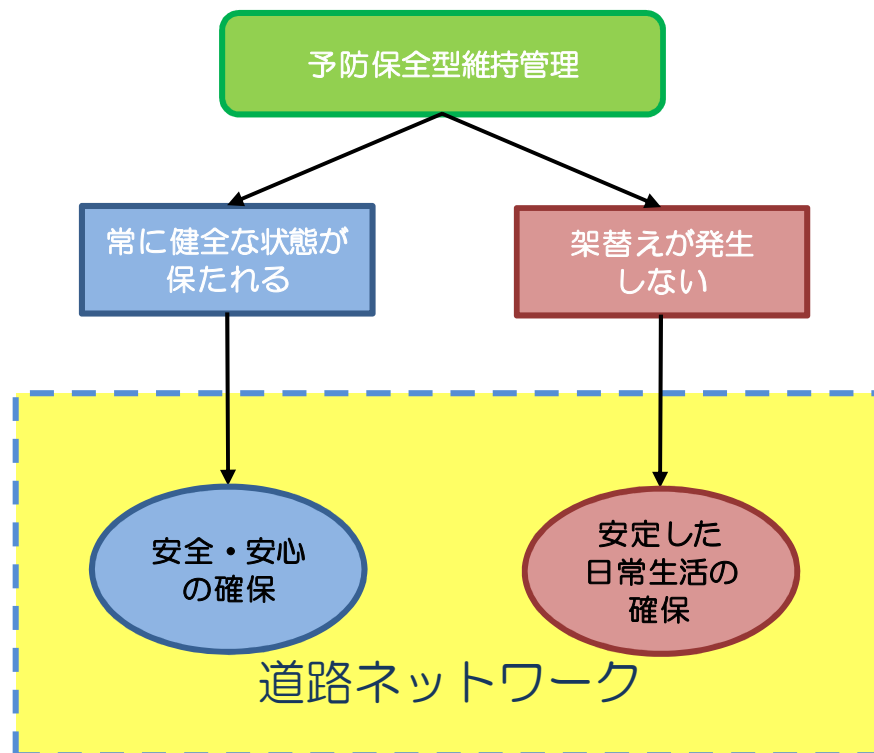 予防保全型維持管理
常に健全な状態が
保たれる
架替えが発生
しない
安全・安心
の確保
安定した
日常生活の
確保
道路ネットワーク